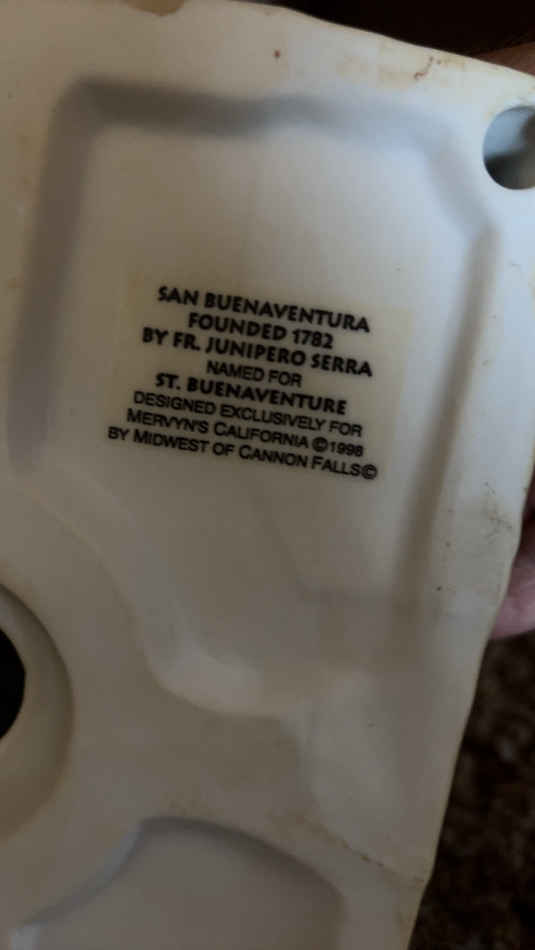 SAN BUENAVENTURA
FOUNDED 1782
BY FR. JUNIPERO SERRA
NAMED FOR
ST. BUENAVENTURE
DESIGNED EXCLUSIVELY FOR
MERVYN'S CALIFORNIA ©1998
BY MIDWEST OF CANNON FALLS©